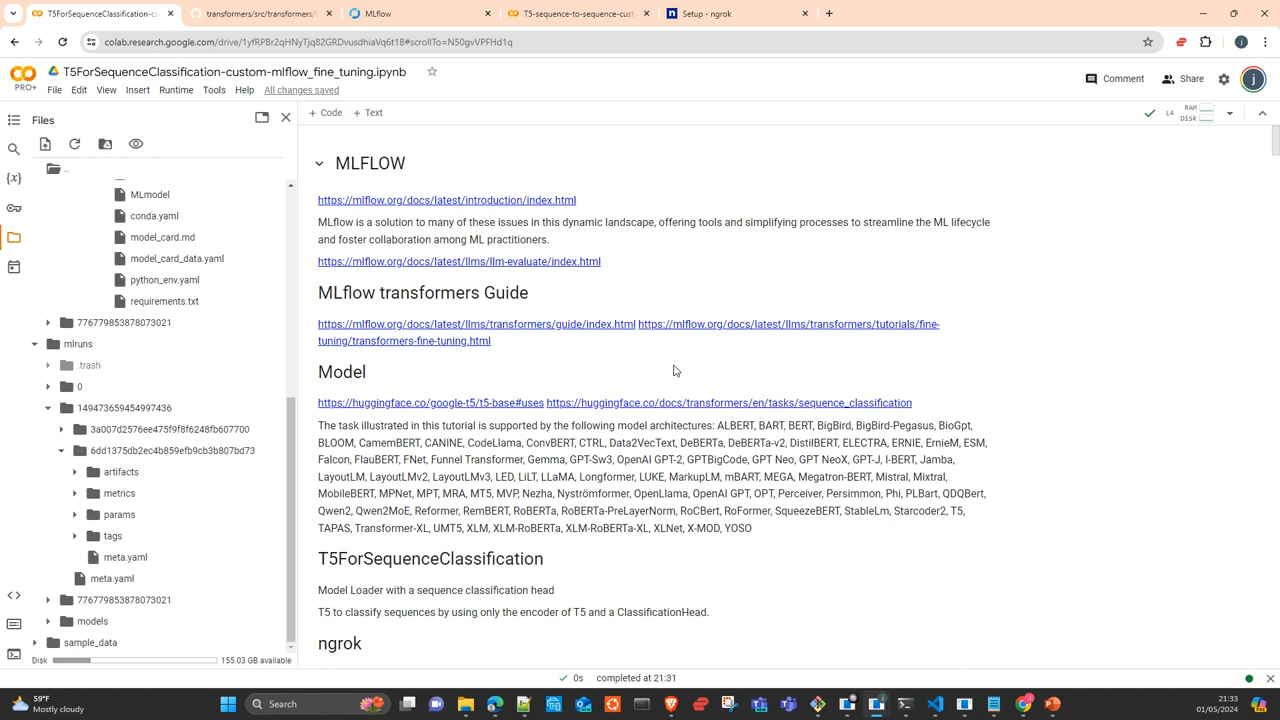 T5ForSequenceClassification-cu
transformers/src/transformers/
MLflow
T5-sequence-to-sequence-cust
Setup - ngrok
colab.research.google.com/drive/1yfRPBr2qHNyTjq82GRDvusdhiaVq6t1B#scrollTo=N50gvVPFHd1q
T5ForSequenceClassification-custom-mlflow_fine_tuning.ipynb
PRO+
File Edit View Insert Runtime Tools Help All changes saved
Comment
Share
Files
+ Code + Text
L4
RAM
Disk
..
MLmodel
conda.yaml
model_card.md
model_card_data.yaml
python_env.yaml
requirements.txt
776779853878073021
mlruns
.trash
0
149473659454997436
3a007d2576ee475f9f8f6248fb607700
6dd1375db2ec4b859efb9cb3b807bd73
artifacts
metrics
params
tags
meta.yaml
meta.yaml
776779853878073021
models
sample_data
Disk
155.03 GB available
MLFLOW
https://mlflow.org/docs/latest/introduction/index.html
MLflow is a solution to many of these issues in this dynamic landscape, offering tools and simplifying processes to streamline the ML lifecycle
and foster collaboration among ML practitioners.
https://mlflow.org/docs/latest/llms/llm-evaluate/index.html
MLflow transformers Guide
https://mlflow.org/docs/latest/llms/transformers/guide/index.html https://mlflow.org/docs/latest/llms/transformers/tutorials/fine-
tuning/transformers-fine-tuning.html
Model
https://huggingface.co/google-t5/t5-base#uses https://huggingface.co/docs/transformers/en/tasks/sequence_classification
The task illustrated in this tutorial is supported by the following model architectures: ALBERT, BART, BERT, BigBird, BigBird-Pegasus, BioGpt,
BLOOM, CamemBERT, CANINE, CodeLlama, ConvBERT, CTRL, Data2VecText, DeBERTa, DeBERTa-v2, DistilBERT, ELECTRA, ERNIE, ErnieM, ESM,
Falcon, FlauBERT, FNet, Funnel Transformer, Gemma, GPT-Sw3, OpenAI GPT-2, GPTBigCode, GPT Neo, GPT NeoX, GPT-J, I-BERT, Jamba,
LayoutLM, LayoutLMv2, LayoutLMv3, LED, LiLT, LLaMA, Longformer, LUKE, MarkupLM, mBART, MEGA, Megatron-BERT, Mistral, Mixtral,
MobileBERT, MPNet, MPT, MRA, MT5, MVP, Nezha, Nyströmformer, OpenLlama, OpenAI GPT, OPT, Perceiver, Persimmon, Phi, PLBart, QDQBert,
Qwen2, Qwen2MoE, Reformer, RemBERT, RoBERTa, RoBERTa-PreLayerNorm, RoCBert, RoFormer, SqueezeBERT, StableLm, Starcoder2, T5,
TAPAS, Transformer-XL, UMT5, XLM, XLM-RoBERTa, XLM-RoBERTa-XL, XLNet, X-MOD, YOSO
T5ForSequenceClassification
Model Loader with a sequence classification head
T5 to classify sequences by using only the encoder of T5 and a ClassificationHead.
ngrok
0s completed at 21:31
59°F
Mostly cloudy
Search
21:33
01/05/2024